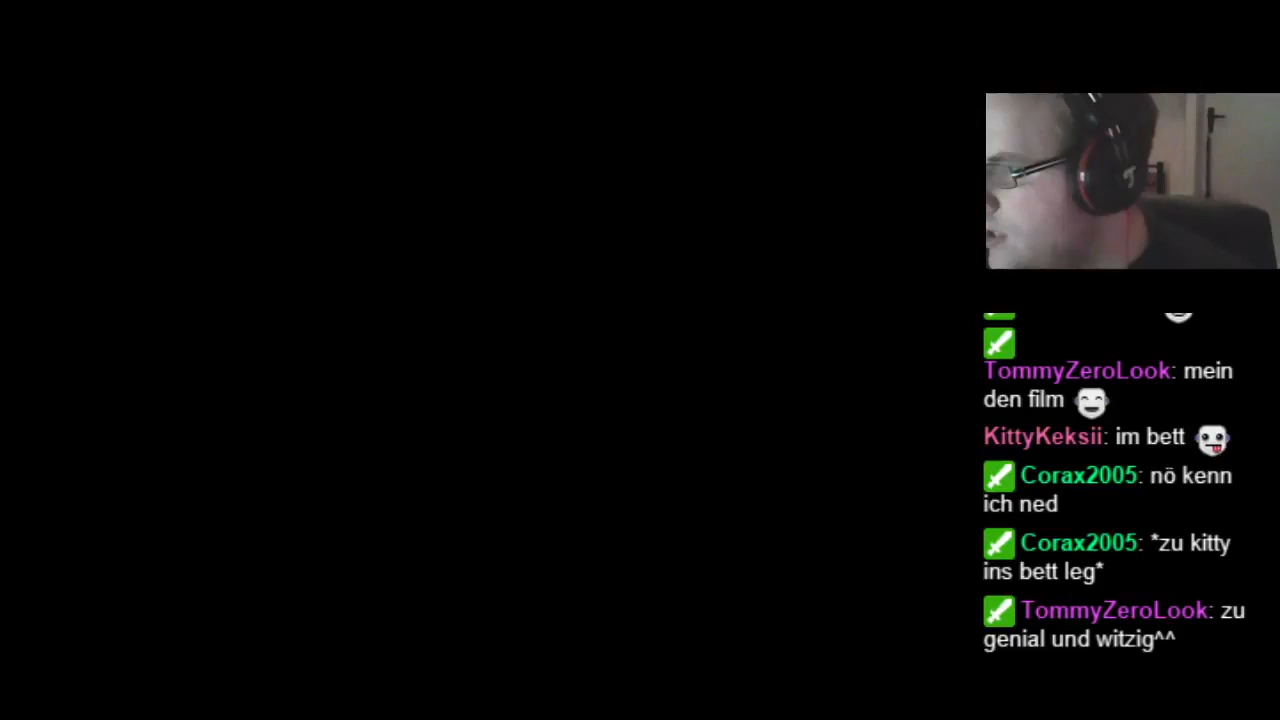 TommyZeroLook: mein
den film
KittyKeksii: im bett
Corax2005: nö kenn
ich ned
Corax2005: *zu kitty
ins bett leg*
TommyZeroLook: zu
genial und witzig^^